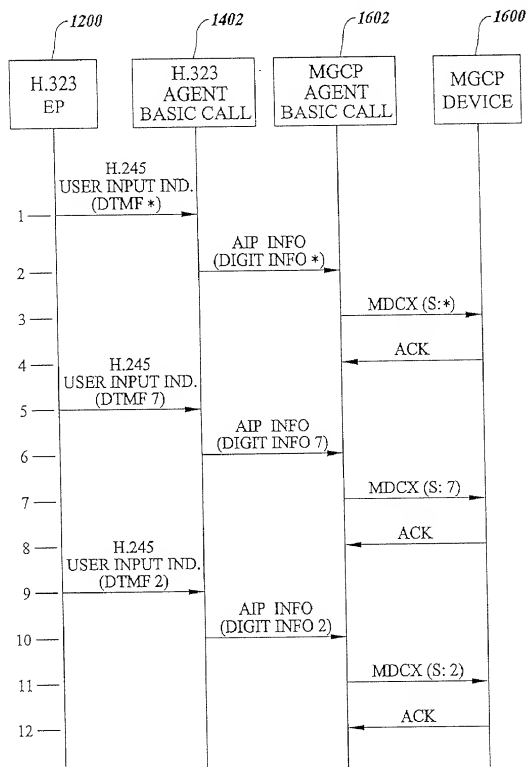 1200
1402
1602
1600
H.323
EP
H.323
AGENT
BASIC CALL
MGCP
AGENT
BASIC CALL
MGCP
DEVICE
H.245
USER INPUT IND.
(DTMF *)
1
AIP INFO
(DIGIT INFO *)
2
MDCX (S:*)
3
ACK
4
H.245
USER INPUT IND.
(DTMF 7)
5
AIP INFO
(DIGIT INFO 7)
6
MDCX (S: 7)
7
ACK
8
H.245
USER INPUT IND.
(DTMF 2)
9
AIP INFO
(DIGIT INFO 2)
10
MDCX (S: 2)
11
ACK
12